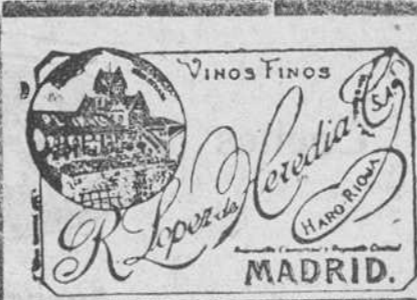 VINOS FINOS
R. Lopez de Heredia
S.A.
HARO-RIOJA
MADRID.